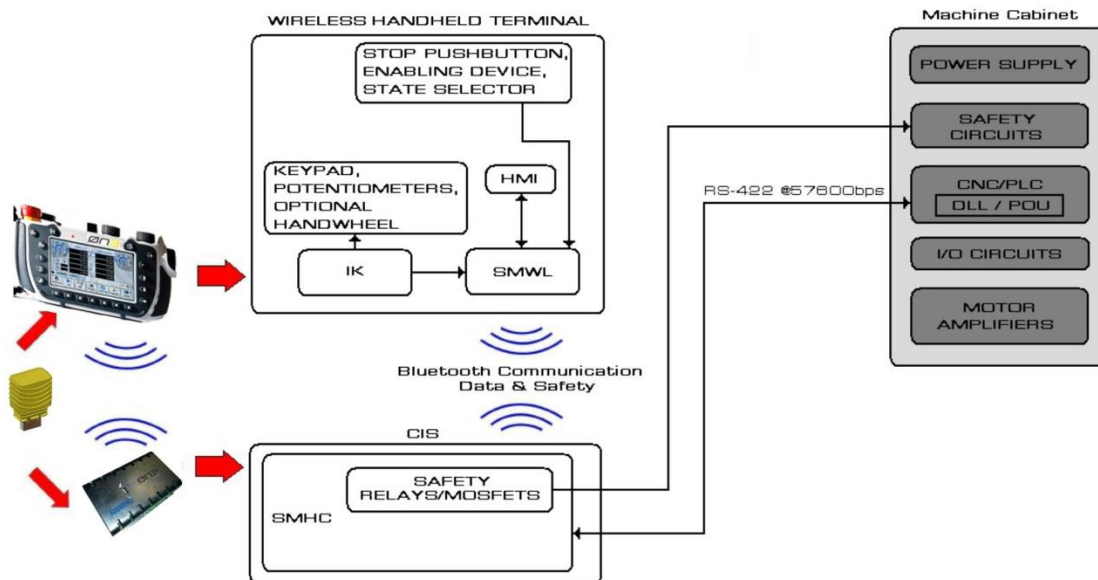 WIRELESS HANDHELD TERMINAL
STOP PUSHBUTTON,
ENABLING DEVICE,
STATE SELECTOR
KEYPAD,
POTENTIOMETERS,
OPTIONAL
HANDWHEEL
HMI
IK
SMWL
Bluetooth Communication
Data & Safety
CIS
SAFETY
RELAYS/MOSFETS
SMHC
RS-422 @57600bps
Machine Cabinet
POWER SUPPLY
SAFETY
CIRCUITS
CNC/PLC
DLL / POU
I/O CIRCUITS
MOTOR
AMPLIFIERS